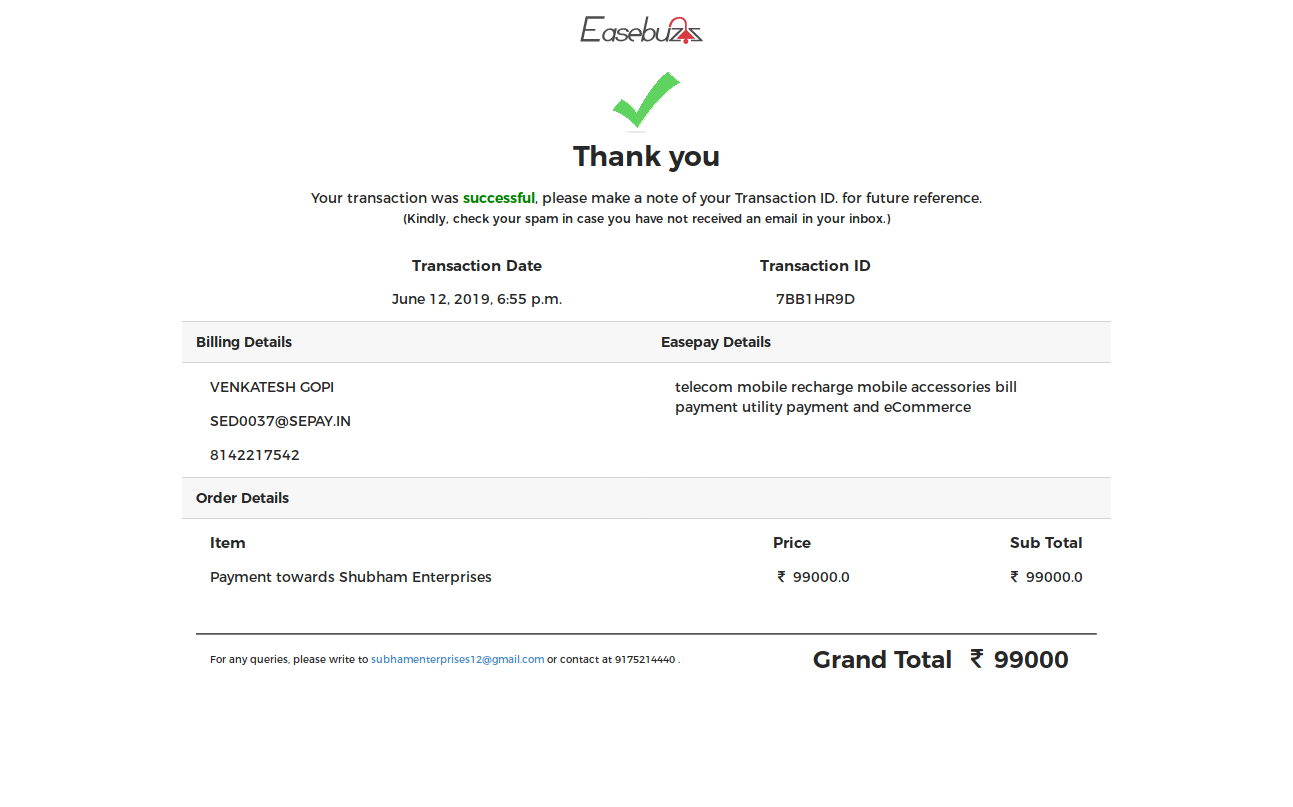 Easebuzz
Thank you
Your transaction was successful, please make a note of your Transaction ID. for future reference.
(Kindly, check your spam in case you have not received an email in your inbox.)
Transaction Date Transaction ID
June 12, 2019, 6:55 p.m. 7BB1HR9D
Billing Details Easepay Details
VENKATESH GOPI telecom mobile recharge mobile accessories bill
payment utility payment and eCommerce
SED0037@SEPAY.IN
8142217542
Order Details
Item Price Sub Total
Payment towards Shubham Enterprises ₹ 99000.0 ₹ 99000.0
For any queries, please write to subhamenterprises12@gmail.com or contact at 9175214440 . Grand Total ₹ 99000